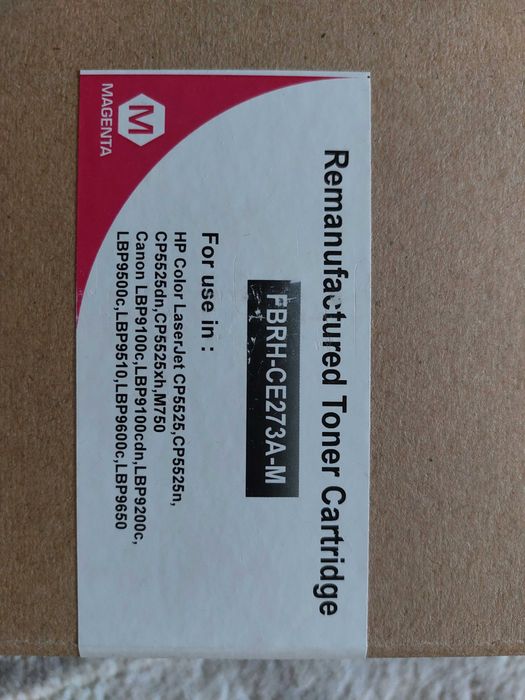 Remanufactured Toner Cartridge
FBRH-CE273A-M
For use in :
HP Color LaserJet CP5525,CP5525n,
CP5525dn,CP5525xh,M750
Canon LBP9100c,LBP9100cdn,LBP9200c,
LBP9500c,LBP9510,LBP9600c,LBP9650
M
MAGENTA